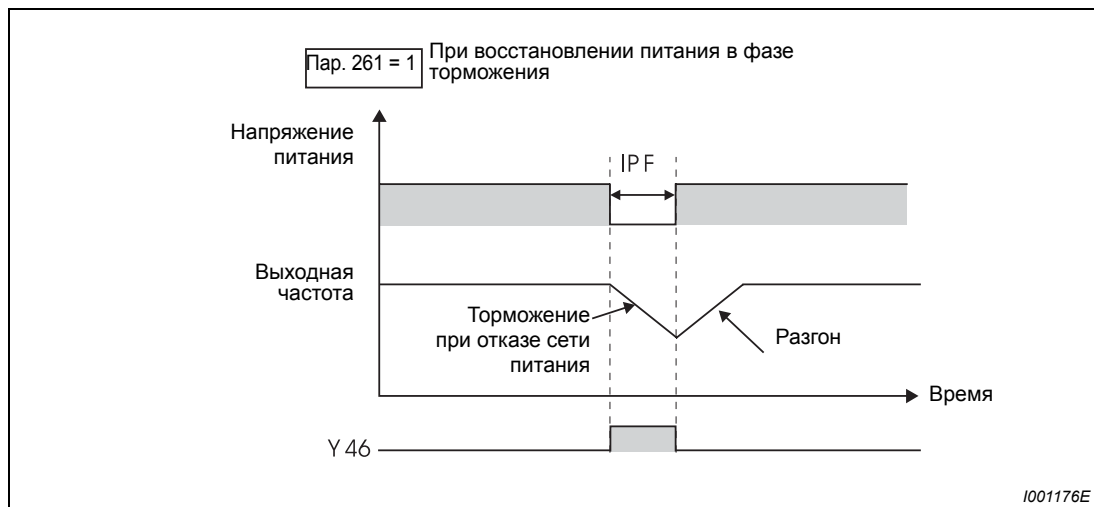 Пар. 261 = 1
При восстановлении питания в фазе
торможения
Напряжение
питания
IPF
Выходная
частота
Торможение
при отказе сети
питания
Разгон
Время
Y 46
I001176E